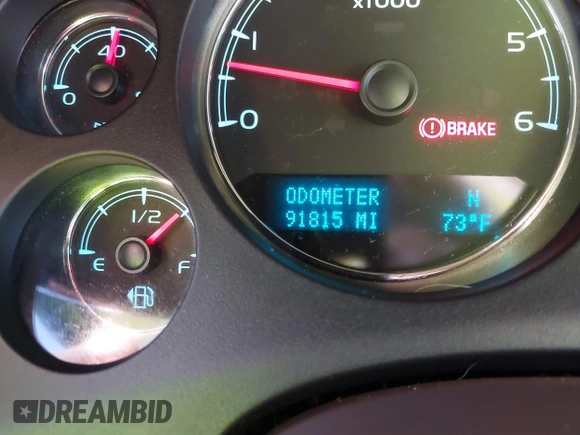 x1000
40
0
1
5
0
6
BRAKE
ODOMETER
91815 MI
N
73°F
1/2
E
F
DREAMBID